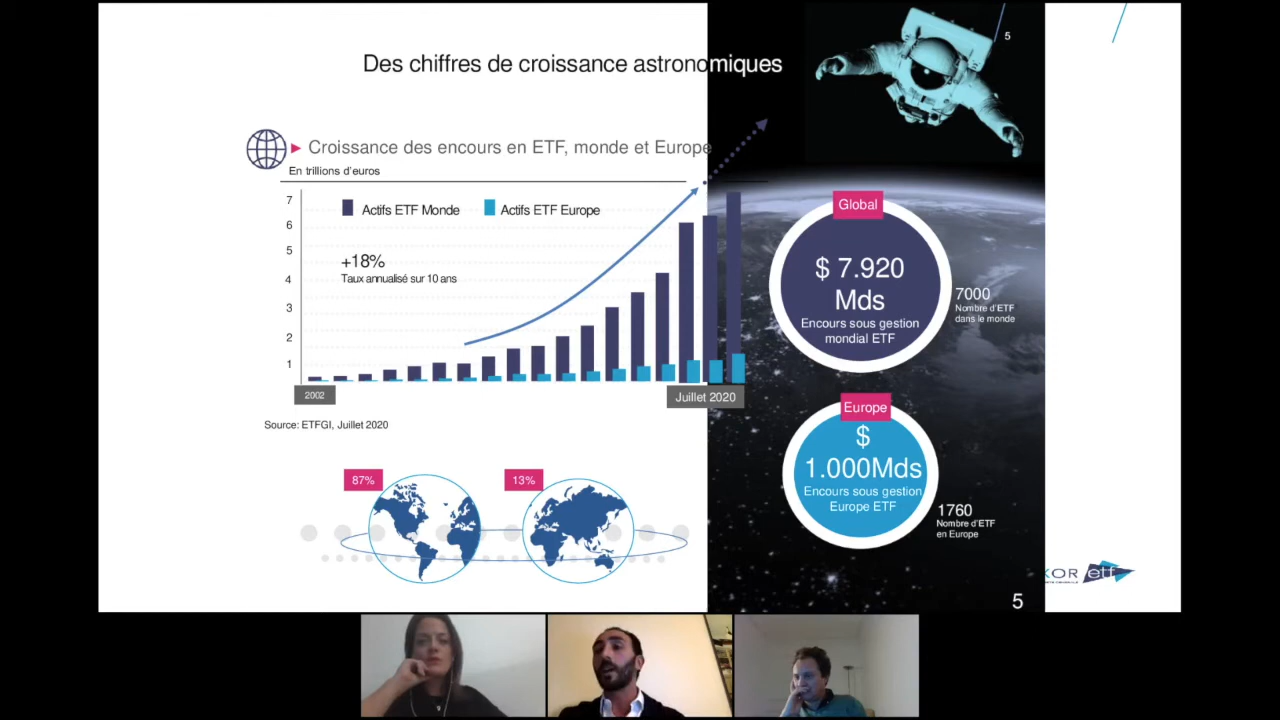 5
Des chiffres de croissance astronomiques
Croissance des encours en ETF, monde et Europe
En trillions d'euros
7
6
5
4
3
2
1
Actifs ETF Monde
Actifs ETF Europe
+18%
Taux annualisé sur 10 ans
2002
Juillet 2020
Source: ETFGI, Juillet 2020
Global
$ 7.920
Mds
Encours sous gestion
mondial ETF
7000
Nombre d'ETF
dans le monde
Europe
$
1.000Mds
Encours sous gestion
Europe ETF
1760
Nombre d'ETF
en Europe
87%
13%
XOR etf
5